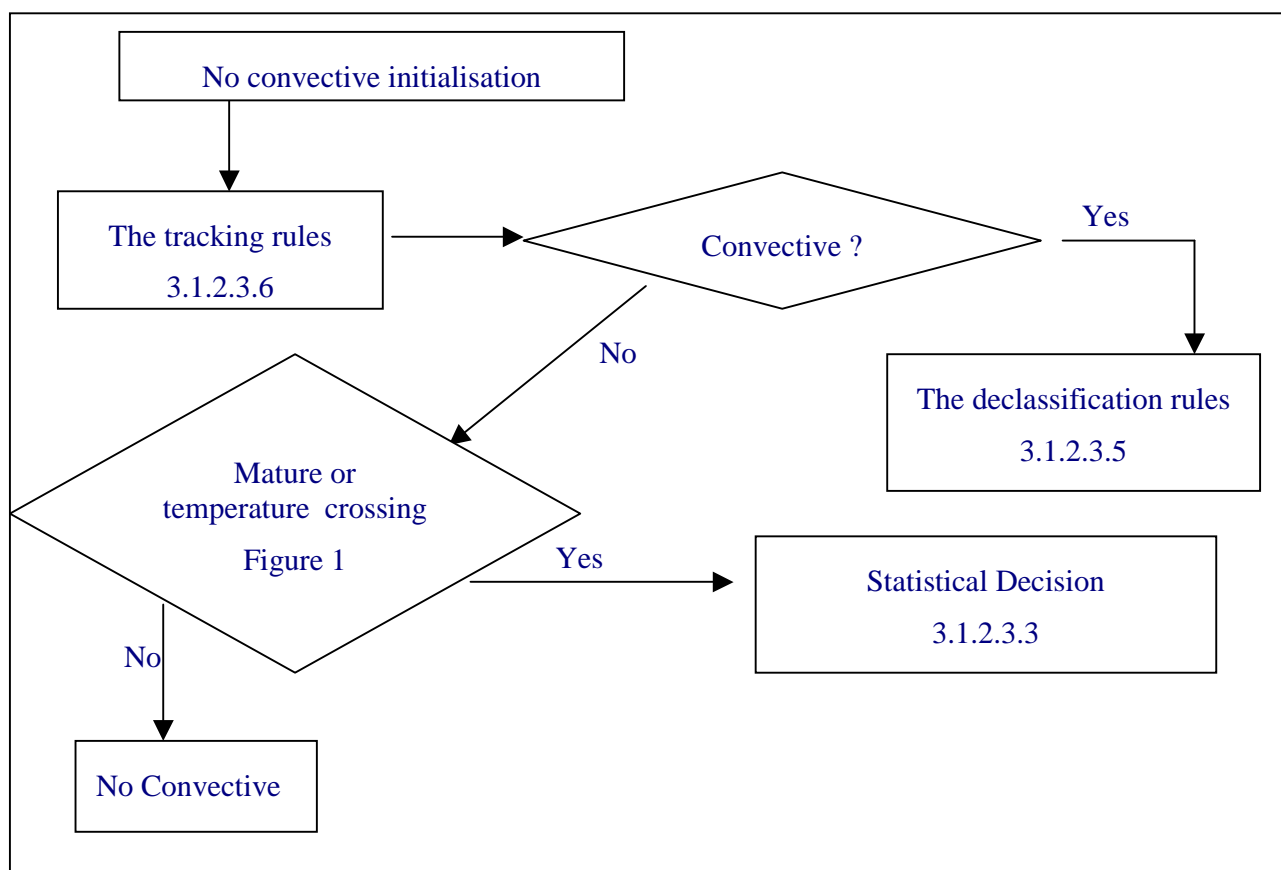 No convective initialisation
The tracking rules
3.1.2.3.6
Convective ?
Yes
No
The declassification rules
3.1.2.3.5
Mature or
temperature crossing
Figure 1
Yes
Statistical Decision
3.1.2.3.3
No
No Convective